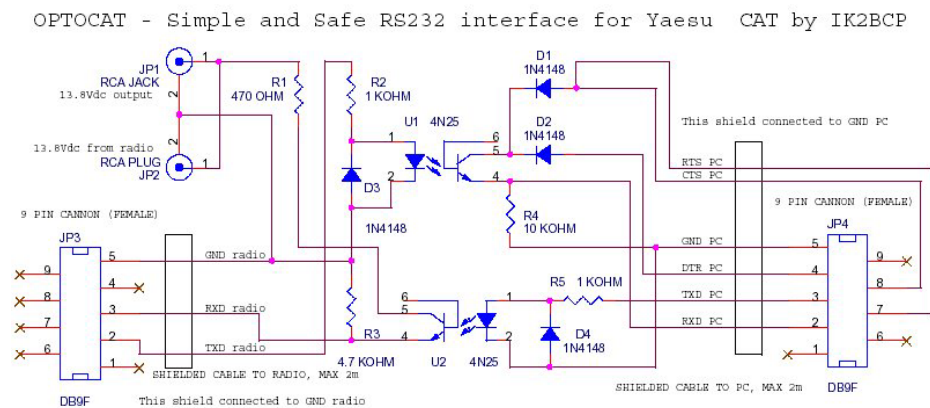 OPTOCAT - Simple and Safe RS232 interface for Yaesu CAT by IK2BCP
JP1
RCA JACK
1
2
13.8Vdc output
13.8Vdc from radio
RCA PLUG
JP2
2
1
R1
470 OHM
R2
1 KOHM
U1 4N25
1
2
6
5
4
D1
1N4148
D2
1N4148
D3
1N4148
R4
10 KOHM
This shield connected to GND PC
RTS PC
CTS PC
GND PC
DTR PC
TXD PC
RXD PC
9 PIN CANNON (FEMALE)
JP3
5
9
4
8
3
7
2
6
1
DB9F
GND radio
RXD radio
TXD radio
R3
4.7 KOHM
6
5
4
U2
4N25
1
2
R5 1 KOHM
D4
1N4148
9 PIN CANNON (FEMALE)
JP4
5
9
4
8
3
7
2
6
1
DB9F
SHIELDED CABLE TO RADIO, MAX 2m
SHIELDED CABLE TO PC, MAX 2m
This shield connected to GND radio